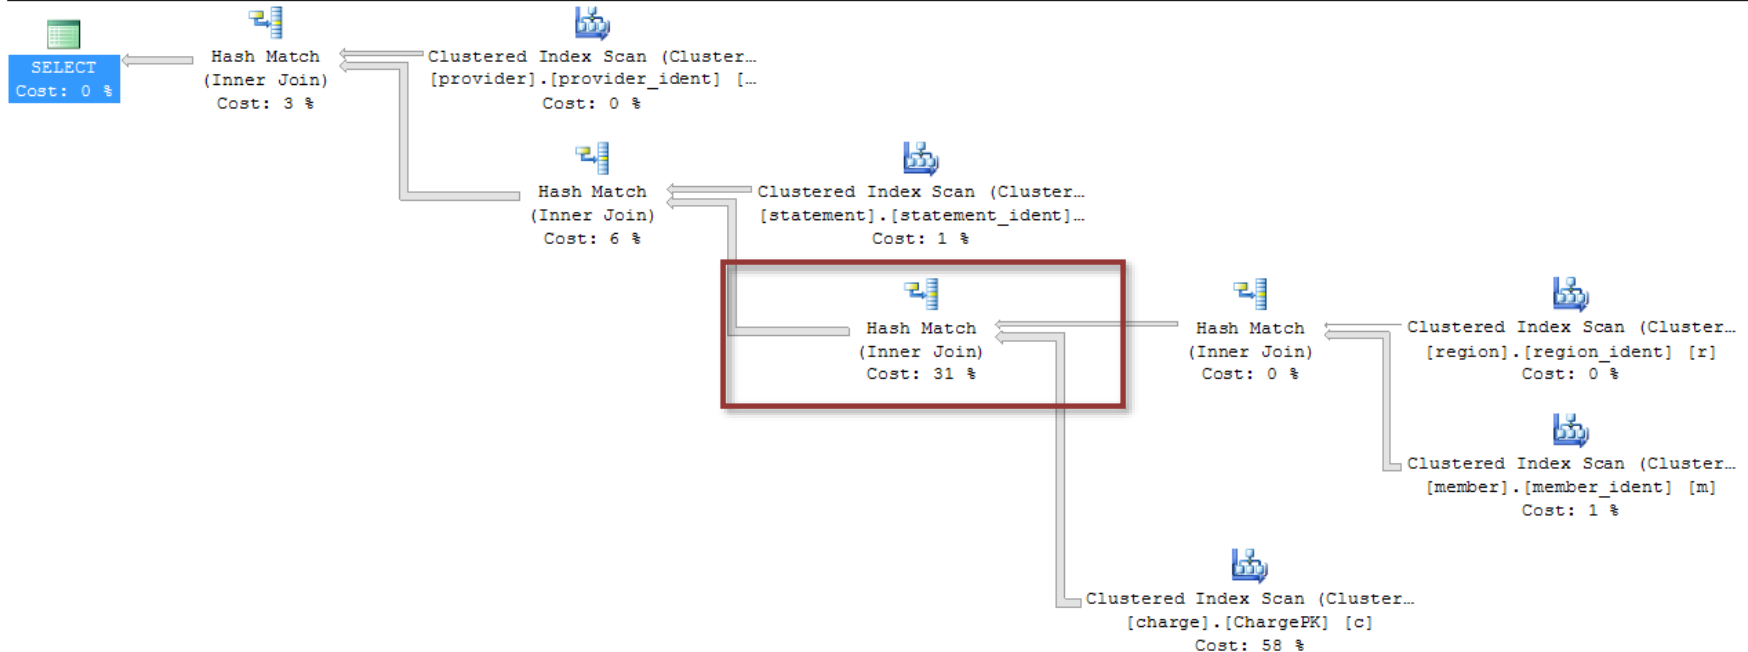 SELECT
Cost: 0 %
Hash Match
(Inner Join)
Cost: 3 %
Clustered Index Scan (Cluster…
[provider].[provider_ident] […
Cost: 0 %
Hash Match
(Inner Join)
Cost: 6 %
Clustered Index Scan (Cluster…
[statement].[statement_ident]…
Cost: 1 %
Hash Match
(Inner Join)
Cost: 31 %
Hash Match
(Inner Join)
Cost: 0 %
Clustered Index Scan (Cluster…
[region].[region_ident] [r]
Cost: 0 %
Clustered Index Scan (Cluster…
[member].[member_ident] [m]
Cost: 1 %
Clustered Index Scan (Cluster…
[charge].[ChargePK] [c]
Cost: 58 %